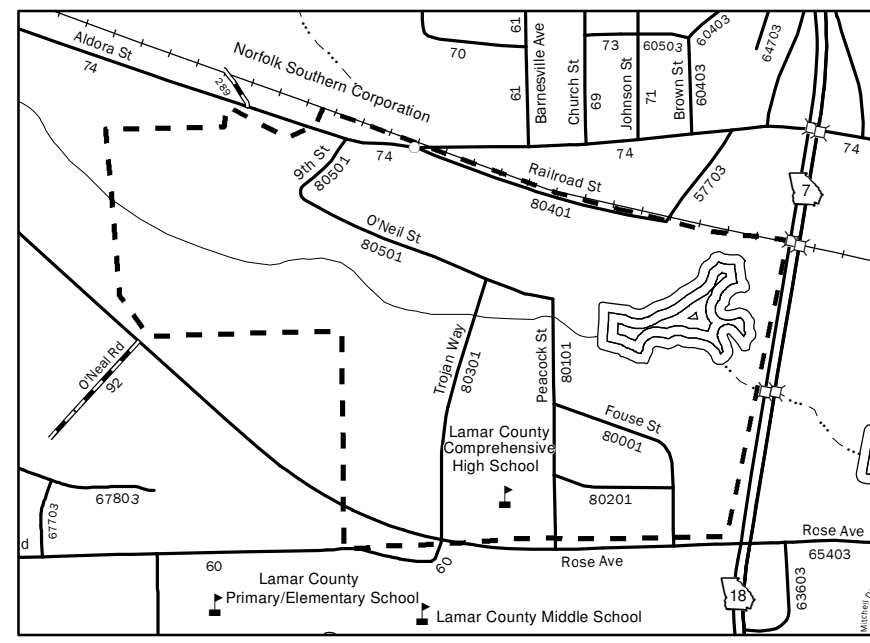 61
60403
64703
Aldora St
74
Norfolk Southern Corporation
289
70
Barnesville Ave
61
Church St
73
69
Johnson St
71
60503
Brown St
60403
74
9th St
80501
74
74
Railroad St
80401
57703
7
O'Neil St
80501
Trojan Way
80301
Peacock St
80101
O'Neal Rd
92
Fouse St
80001
Lamar County
Comprehensive
High School
80201
67803
67703
d
60
60
Rose Ave
Rose Ave
65403
Lamar County
Primary/Elementary School
Lamar County Middle School
18
63603
Mitchell D